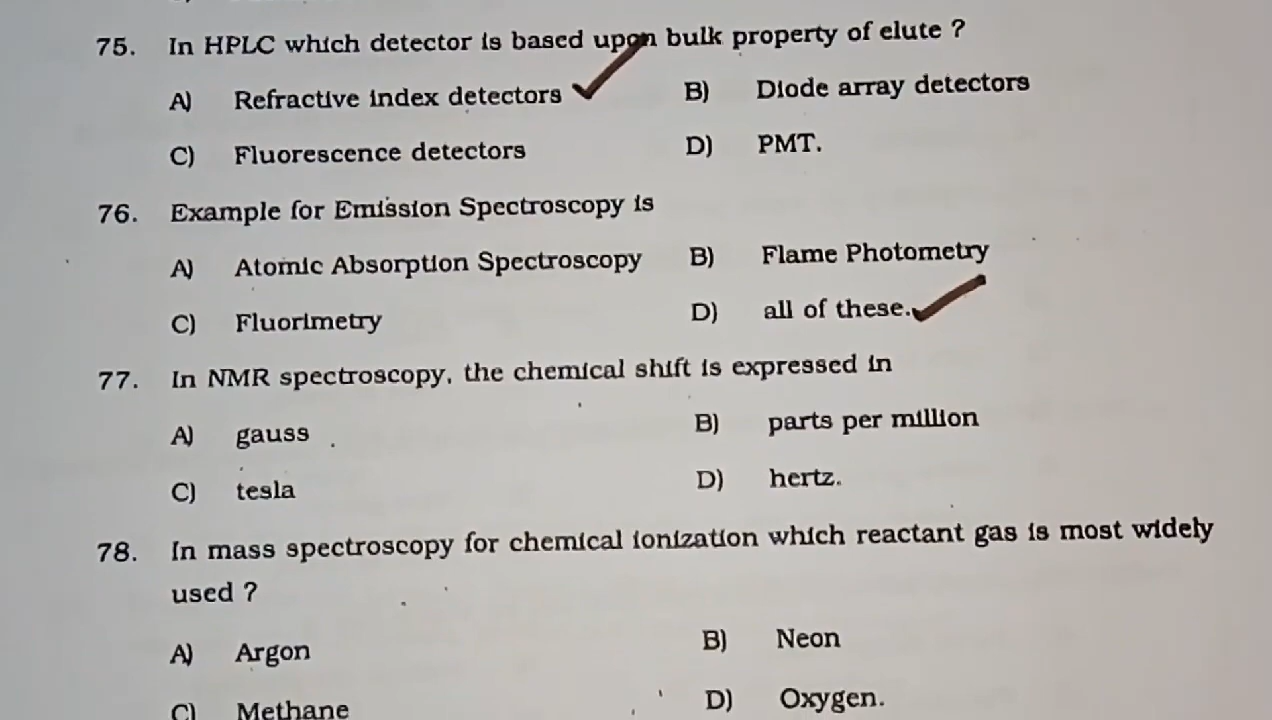 75. In HPLC which detector is based upon bulk property of elute ?
A) Refractive index detectors B) Diode array detectors
C) Fluorescence detectors D) PMT.
76. Example for Emission Spectroscopy is
A) Atomic Absorption Spectroscopy B) Flame Photometry
C) Fluorimetry D) all of these.
77. In NMR spectroscopy, the chemical shift is expressed in
A) gauss B) parts per million
C) tesla D) hertz.
78. In mass spectroscopy for chemical ionization which reactant gas is most widely
used ?
A) Argon B) Neon
C) Methane D) Oxygen.